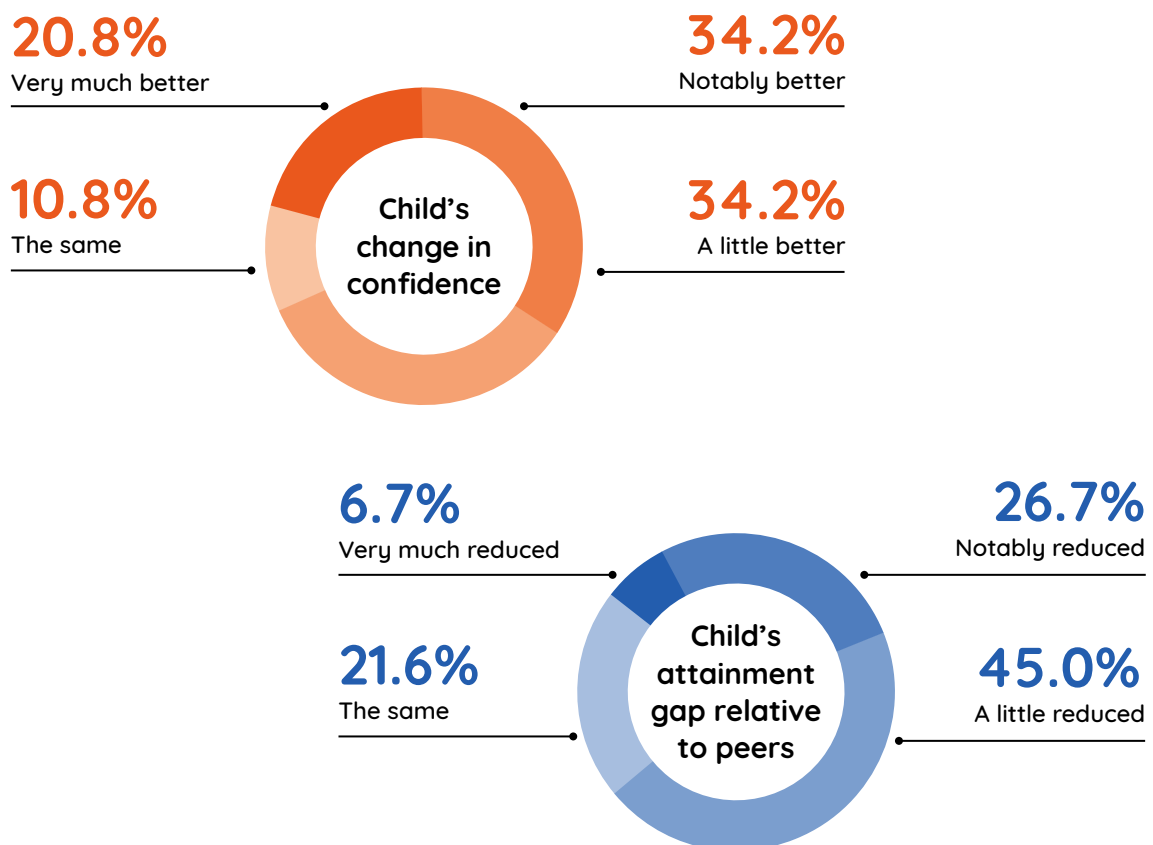 20.8%
Very much better
34.2%
Notably better
10.8%
The same
34.2%
A little better
Child’s
change in
confidence
6.7%
Very much reduced
26.7%
Notably reduced
21.6%
The same
45.0%
A little reduced
Child’s
attainment
gap relative
to peers